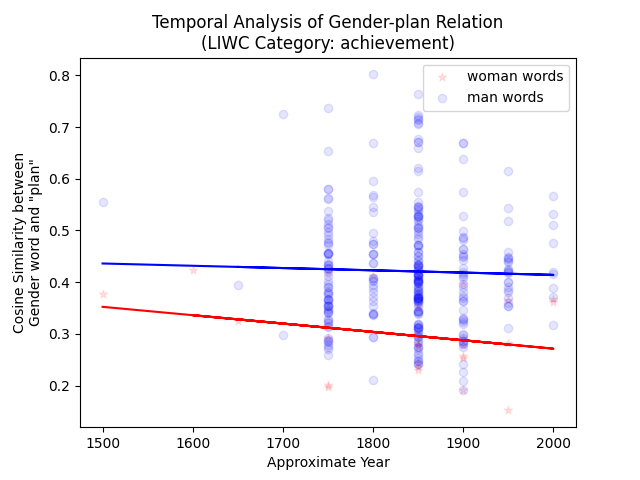 Temporal Analysis of Gender-plan Relation
(LIWC Category: achievement)
woman words
man words
Cosine Similarity between
Gender word and "plan"
0.8
0.7
0.6
0.5
0.4
0.3
0.2
1500 1600 1700 1800 1900 2000
Approximate Year